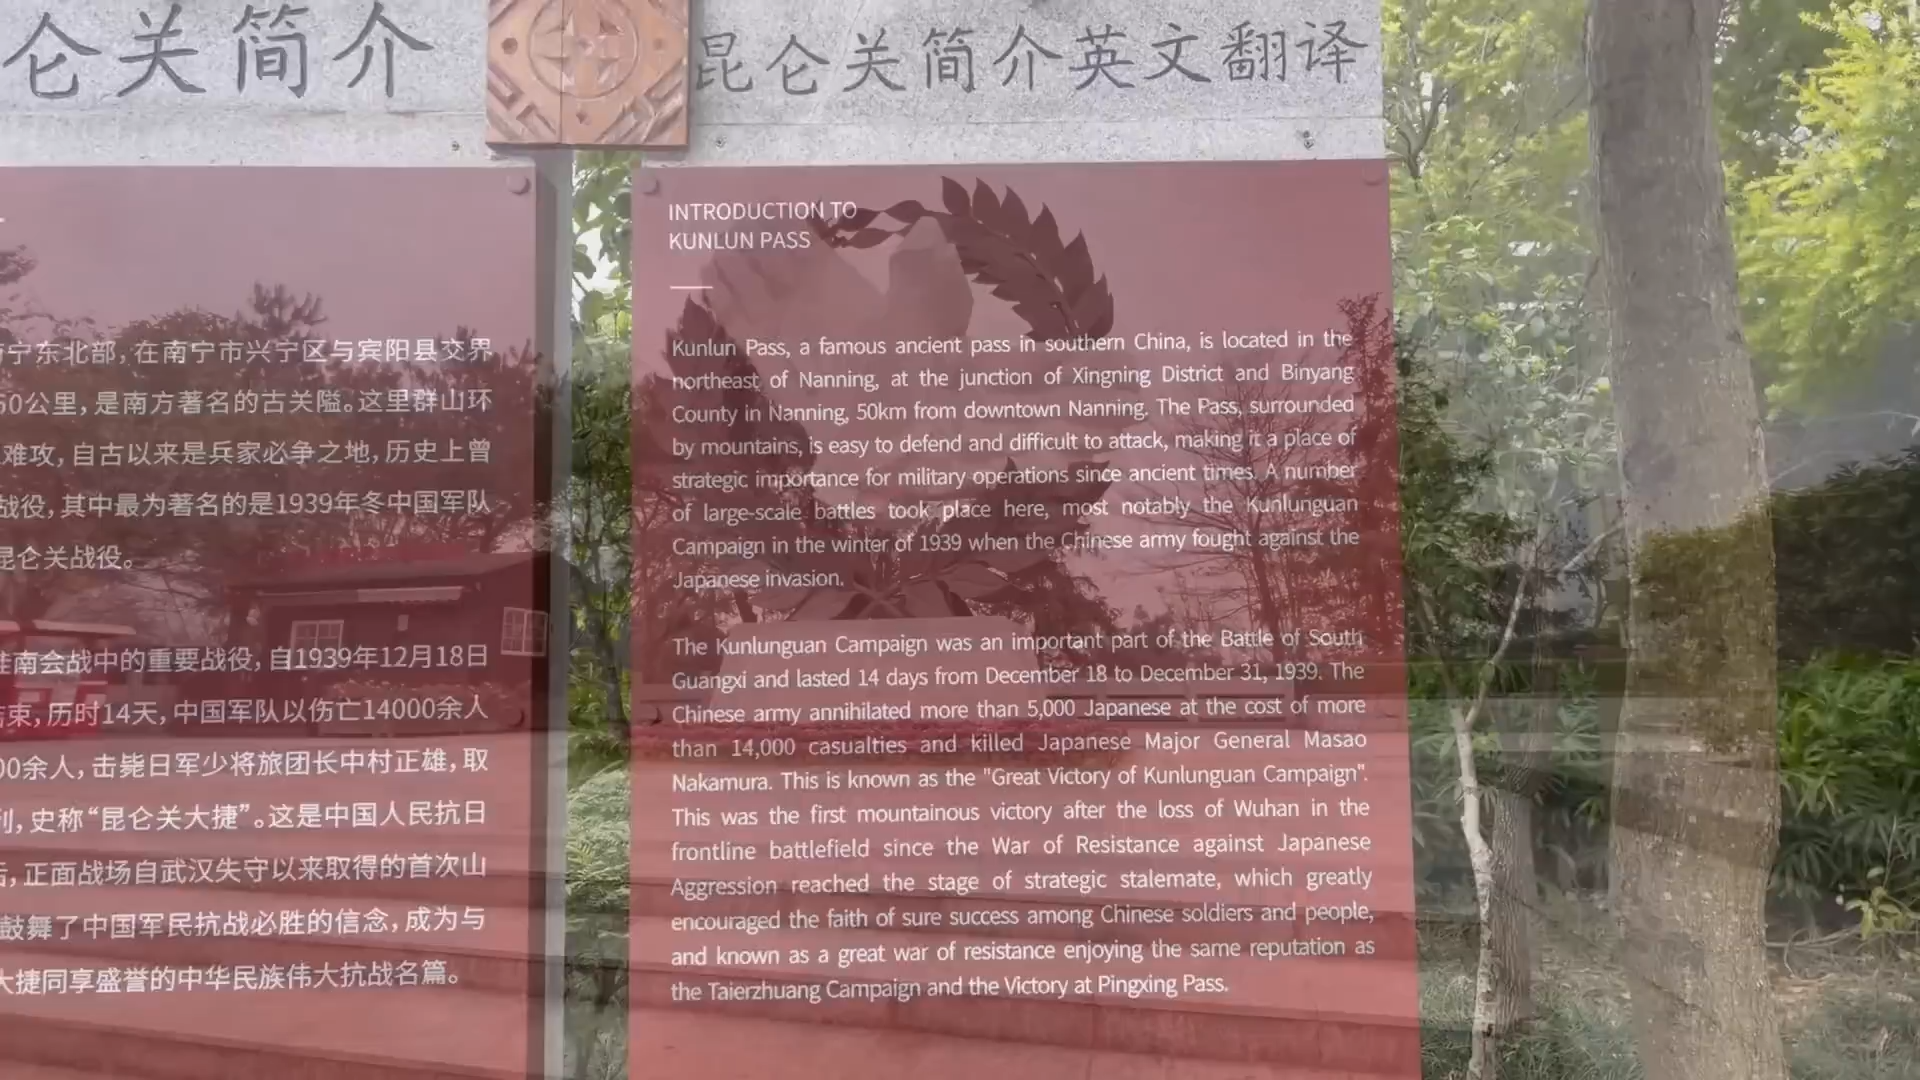 仑关简介
昆仑关简介英文翻译
宁东北部,在南宁市兴宁区与宾阳县交界
50公里,是南方著名的古关隘。这里群山环
难攻,自古以来是兵家必争之地,历史上曾
战役,其中最为著名的是1939年冬中国军队
昆仑关战役。
南会战中的重要战役,自1939年12月18日
束,历时14天,中国军队以伤亡14000余人
00余人,击毙日军少将旅团长中村正雄,取
,史称“昆仑关大捷”。这是中国人民抗日
,正面战场自武汉失守以来取得的首次山
鼓舞了中国军民抗战必胜的信念,成为与
大捷同享盛誉的中华民族伟大抗战名篇。
INTRODUCTION TO
KUNLUN PASS
Kunlun Pass, a famous ancient pass in southern China, is located in the
northeast of Nanning, at the junction of Xingning District and Binyang
County in Nanning, 50km from downtown Nanning. The Pass, surrounded
by mountains, is easy to defend and difficult to attack, making it a place of
strategic importance for military operations since ancient times. A number
of large-scale battles took place here, most notably the Kunlunguan
Campaign in the winter of 1939 when the Chinese army fought against the
Japanese invasion.
The Kunlunguan Campaign was an important part of the Battle of South
Guangxi and lasted 14 days from December 18 to December 31, 1939. The
Chinese army annihilated more than 5,000 Japanese at the cost of more
than 14,000 casualties and killed Japanese Major General Masao
Nakamura. This is known as the "Great Victory of Kunlunguan Campaign".
This was the first mountainous victory after the loss of Wuhan in the
frontline battlefield since the War of Resistance against Japanese
Aggression reached the stage of strategic stalemate, which greatly
encouraged the faith of sure success among Chinese soldiers and people,
and known as a great war of resistance enjoying the same reputation as
the Taierzhuang Campaign and the Victory at Pingxing Pass.